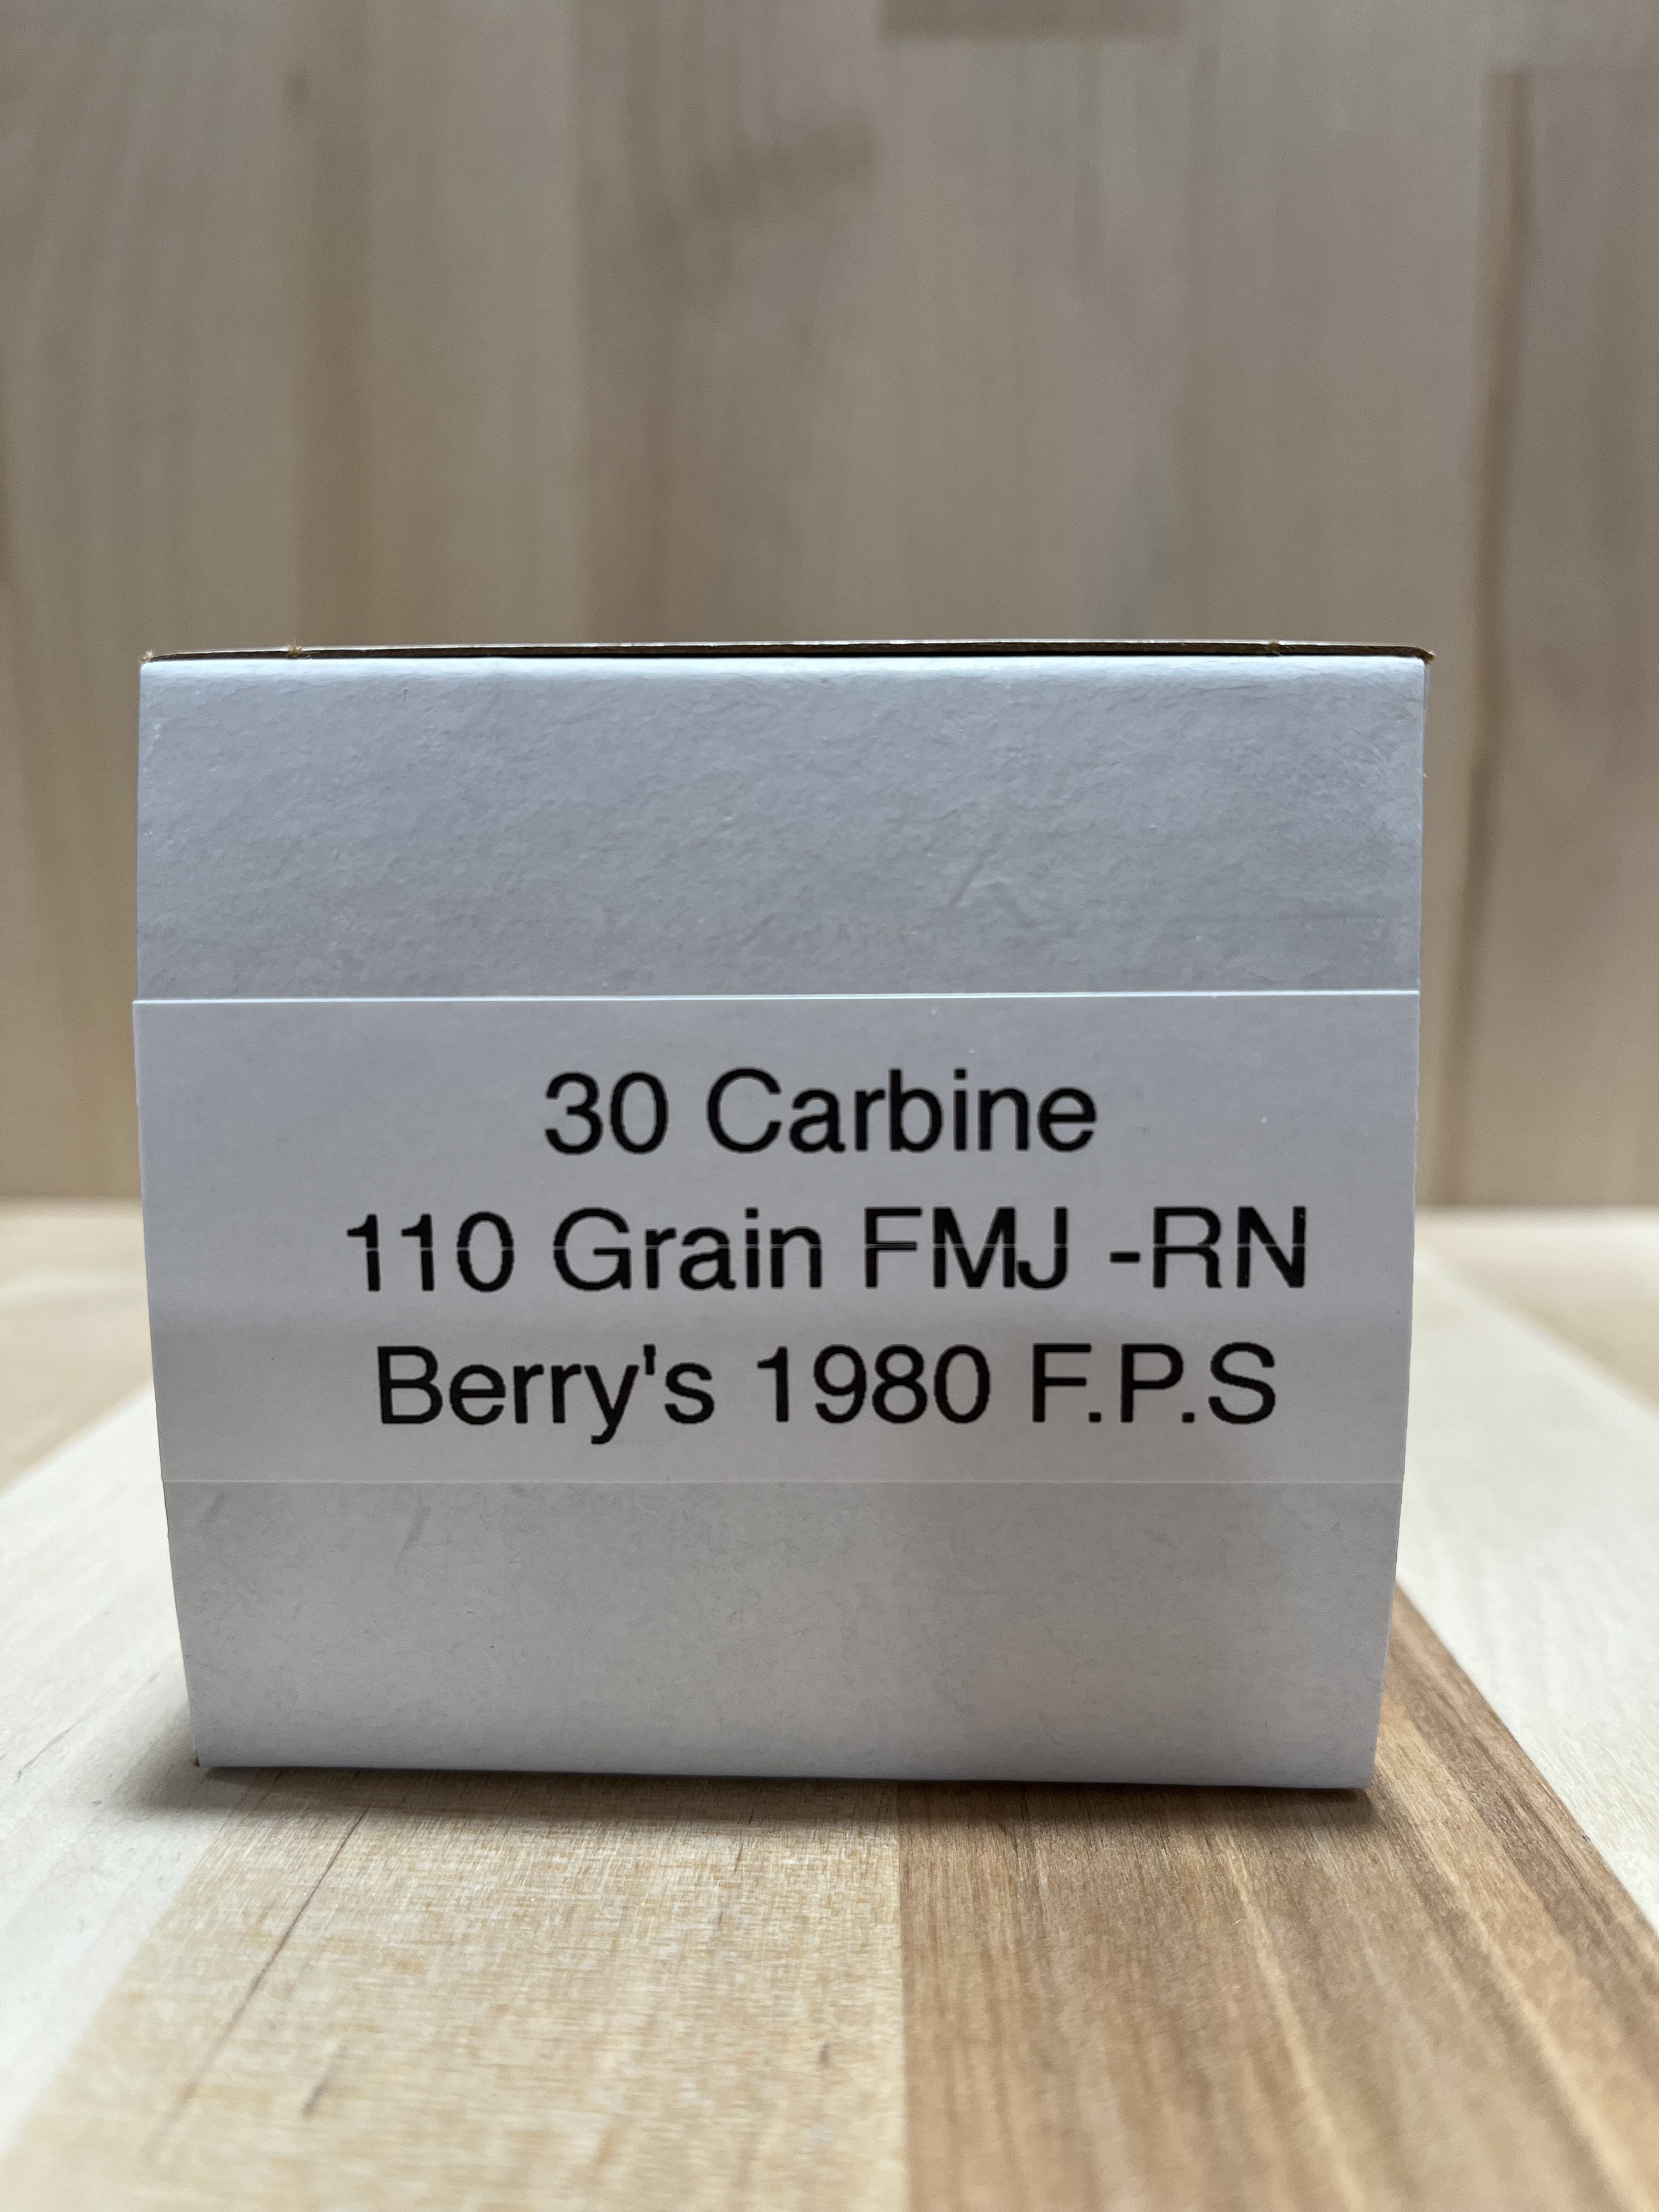 30 Carbine
110 Grain FMJ -RN
Berry's 1980 F.P.S